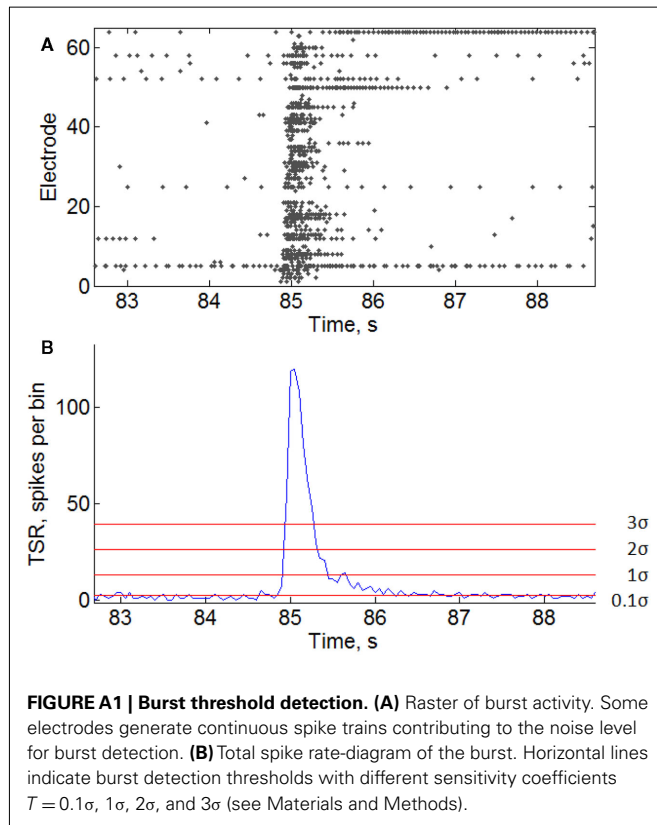 A
60
40
20
0
Electrode
83 84 85 86 87 88
Time, s
B
100
50
0
TSR, spikes per bin
3σ
2σ
1σ
0.1σ
83 84 85 86 87 88
Time, s
FIGURE A1 | Burst threshold detection. (A) Raster of burst activity. Some
electrodes generate continuous spike trains contributing to the noise level
for burst detection. (B) Total spike rate-diagram of the burst. Horizontal lines
indicate burst detection thresholds with different sensitivity coefficients
T = 0.1σ, 1σ, 2σ, and 3σ (see Materials and Methods).